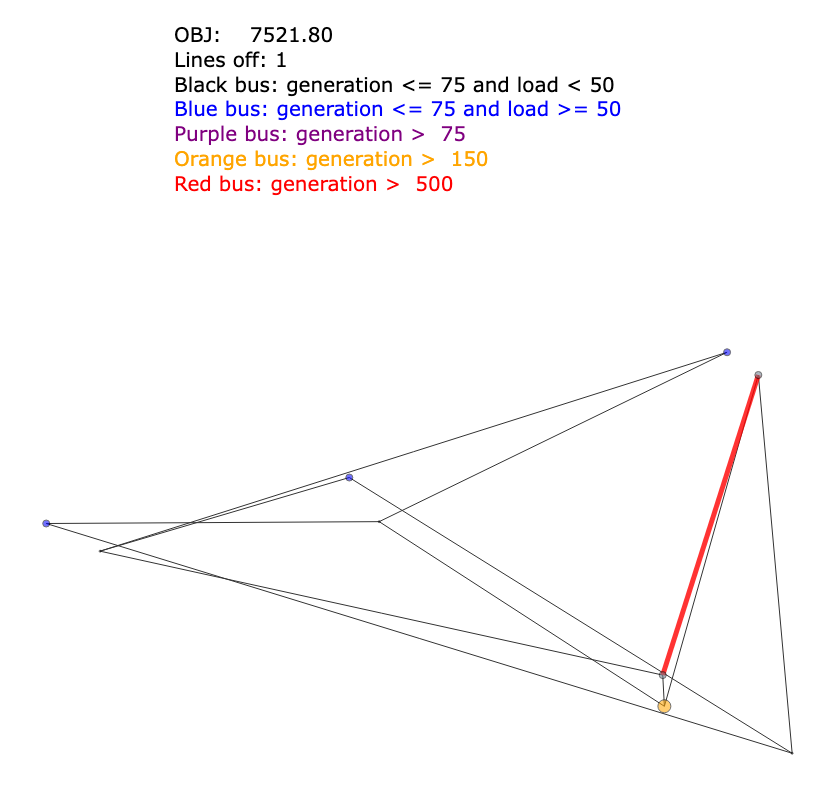 OBJ: 7521.80
Lines off: 1
Black bus: generation <= 75 and load < 50
Blue bus: generation <= 75 and load >= 50
Purple bus: generation > 75
Orange bus: generation > 150
Red bus: generation > 500